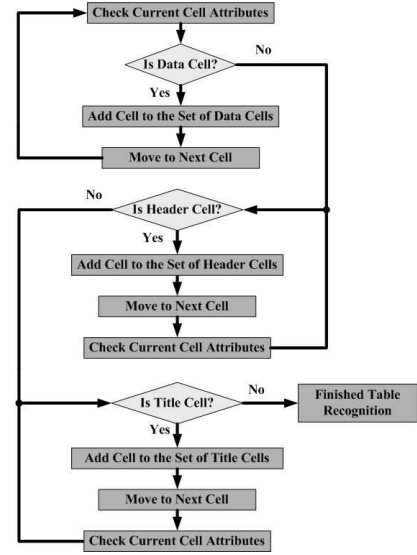 Check Current Cell Attributes
Is Data Cell?
No
Yes
Add Cell to the Set of Data Cells
Move to Next Cell
No
Is Header Cell?
Yes
Add Cell to the Set of Header Cells
Move to Next Cell
Check Current Cell Attributes
Is Title Cell?
No
Finished Table
Recognition
Yes
Add Cell to the Set of Title Cells
Move to Next Cell
Check Current Cell Attributes